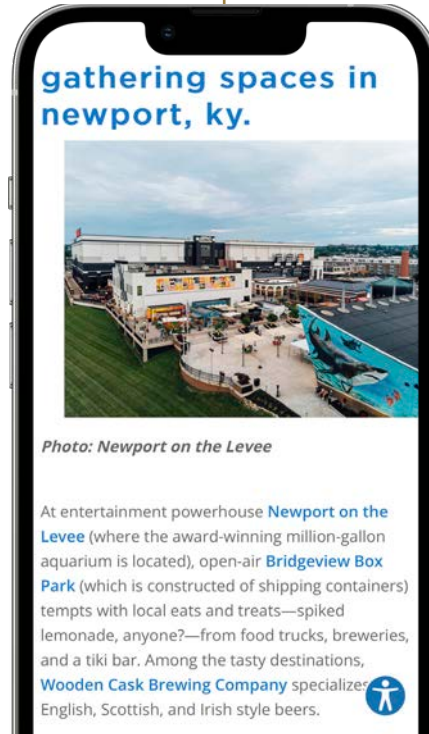 gathering spaces in
newport, ky.
Photo: Newport on the Levee
At entertainment powerhouse Newport on the
Levee (where the award-winning million-gallon
aquarium is located), open-air Bridgeview Box
Park (which is constructed of shipping containers)
tempts with local eats and treats—spiked
lemonade, anyone?—from food trucks, breweries,
and a tiki bar. Among the tasty destinations,
Wooden Cask Brewing Company specializes
English, Scottish, and Irish style beers.